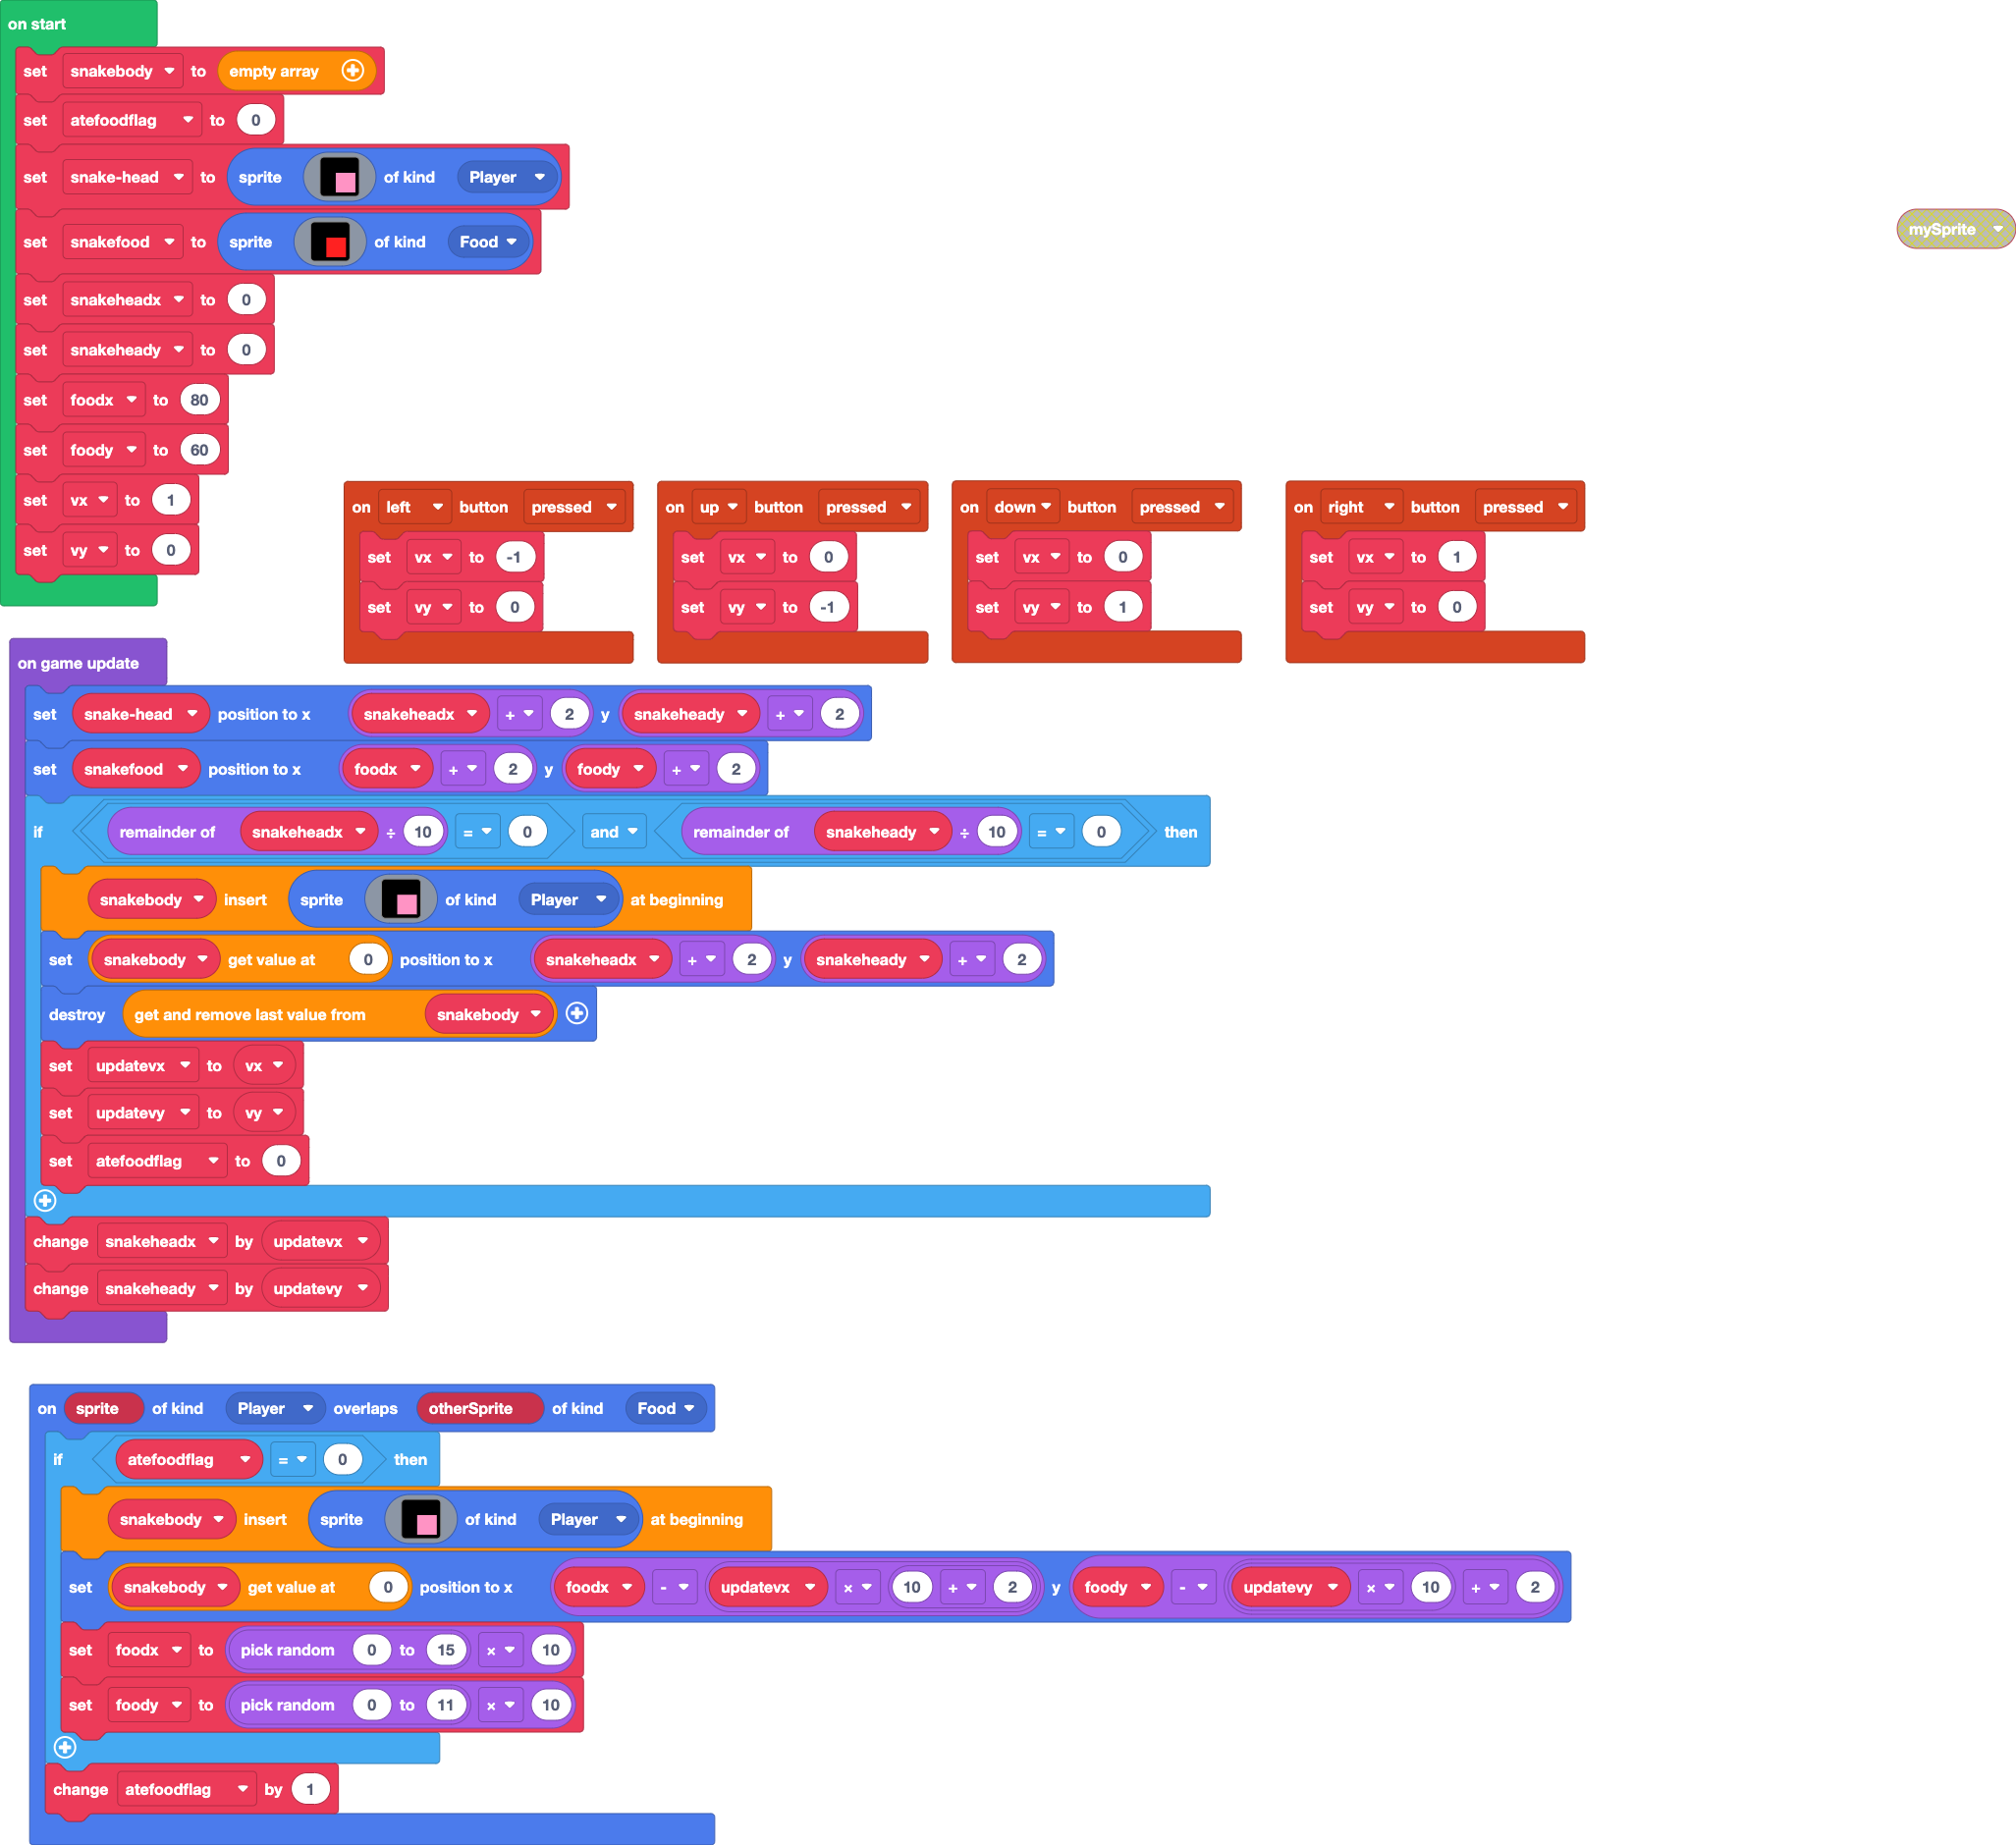 on start
set snakebody to empty array
set atefoodflag to 0
set snake-head to sprite of kind Player
set snakefood to sprite of kind Food
mySprite
set snakeheadx to 0
set snakeheady to 0
set foodx to 80
set foody to 60
set vx to 1
set vy to 0
on left button pressed
set vx to -1
set vy to 0
on up button pressed
set vx to 0
set vy to -1
on down button pressed
set vx to 0
set vy to 1
on right button pressed
set vx to 1
set vy to 0
on game update
set snake-head position to x snakeheadx + 2 y snakeheady + 2
set snakefood position to x foodx + 2 y foody + 2
if remainder of snakeheadx ÷ 10 = 0 and remainder of snakeheady ÷ 10 = 0 then
snakebody insert sprite of kind Player at beginning
set snakebody get value at 0 position to x snakeheadx + 2 y snakeheady + 2
destroy get and remove last value from snakebody
set updatevx to vx
set updatevy to vy
set atefoodflag to 0
change snakeheadx by updatevx
change snakeheady by updatevy
on sprite of kind Player overlaps otherSprite of kind Food
if atefoodflag = 0 then
snakebody insert sprite of kind Player at beginning
set snakebody get value at 0 position to x foodx - updatevx × 10 + 2 y foody - updatevy × 10 + 2
set foodx to pick random 0 to 15 × 10
set foody to pick random 0 to 11 × 10
change atefoodflag by 1